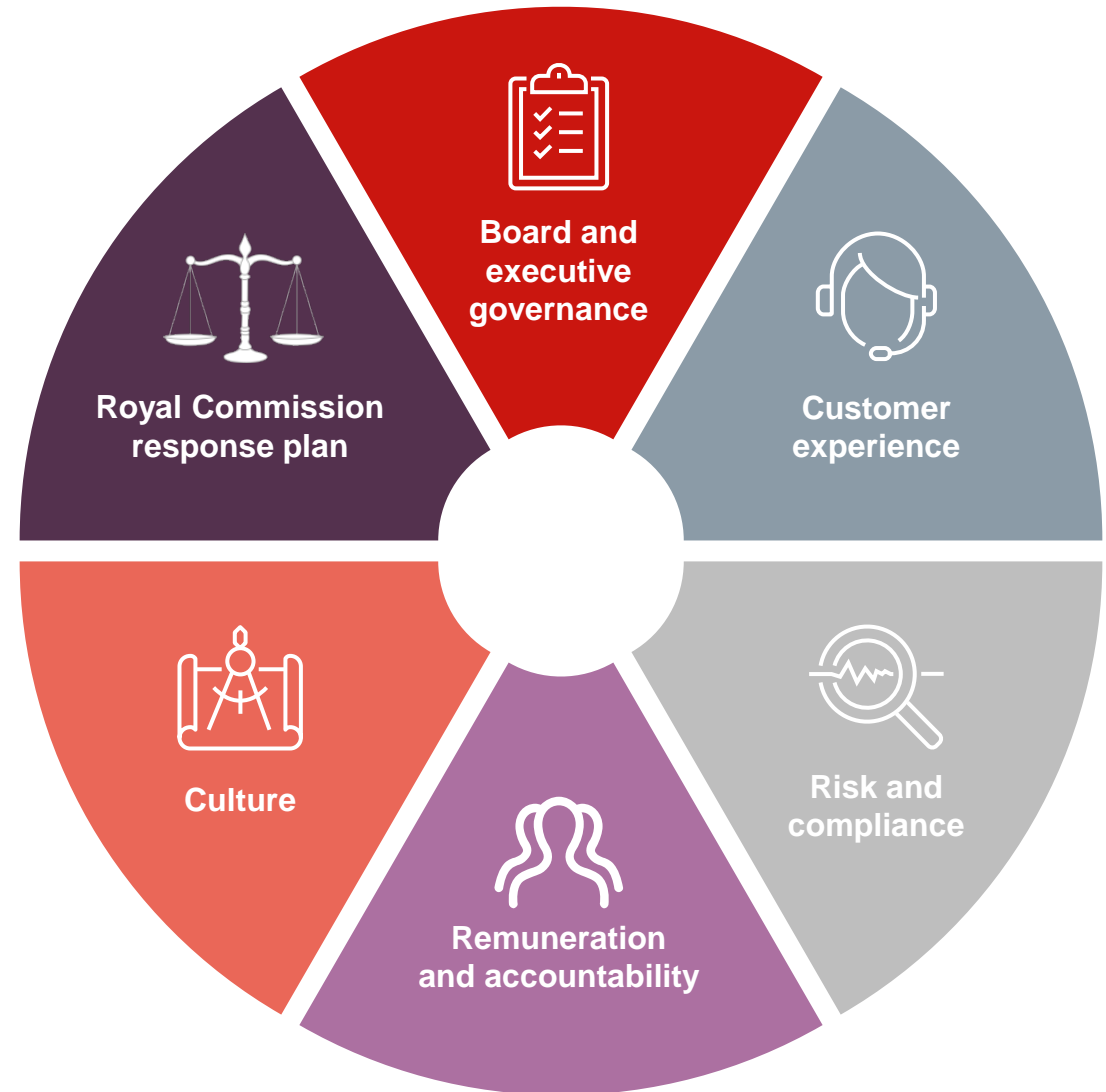 Board and
executive
governance
Customer
experience
Risk and
compliance
Remuneration
and accountability
Culture
Royal Commission
response plan